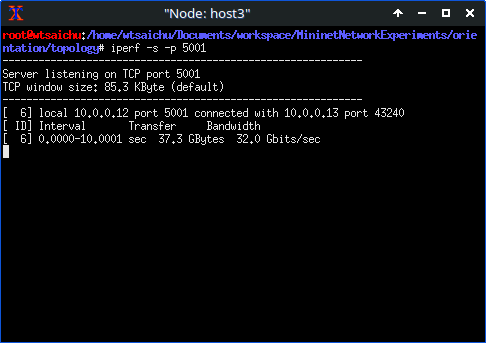 "Node: host3"
root@wtsaichu:/home/wtsaichu/Documents/workspace/MininetNetworkExperiments/orie
ntation/topology# iperf -s -p 5001
------------------------------------------------------------
Server listening on TCP port 5001
TCP window size: 85.3 KByte (default)
------------------------------------------------------------
[  6] local 10.0.0.12 port 5001 connected with 10.0.0.13 port 43240
[ ID] Interval       Transfer     Bandwidth
[  6] 0.0000-10.0001 sec  37.3 GBytes  32.0 Gbits/sec